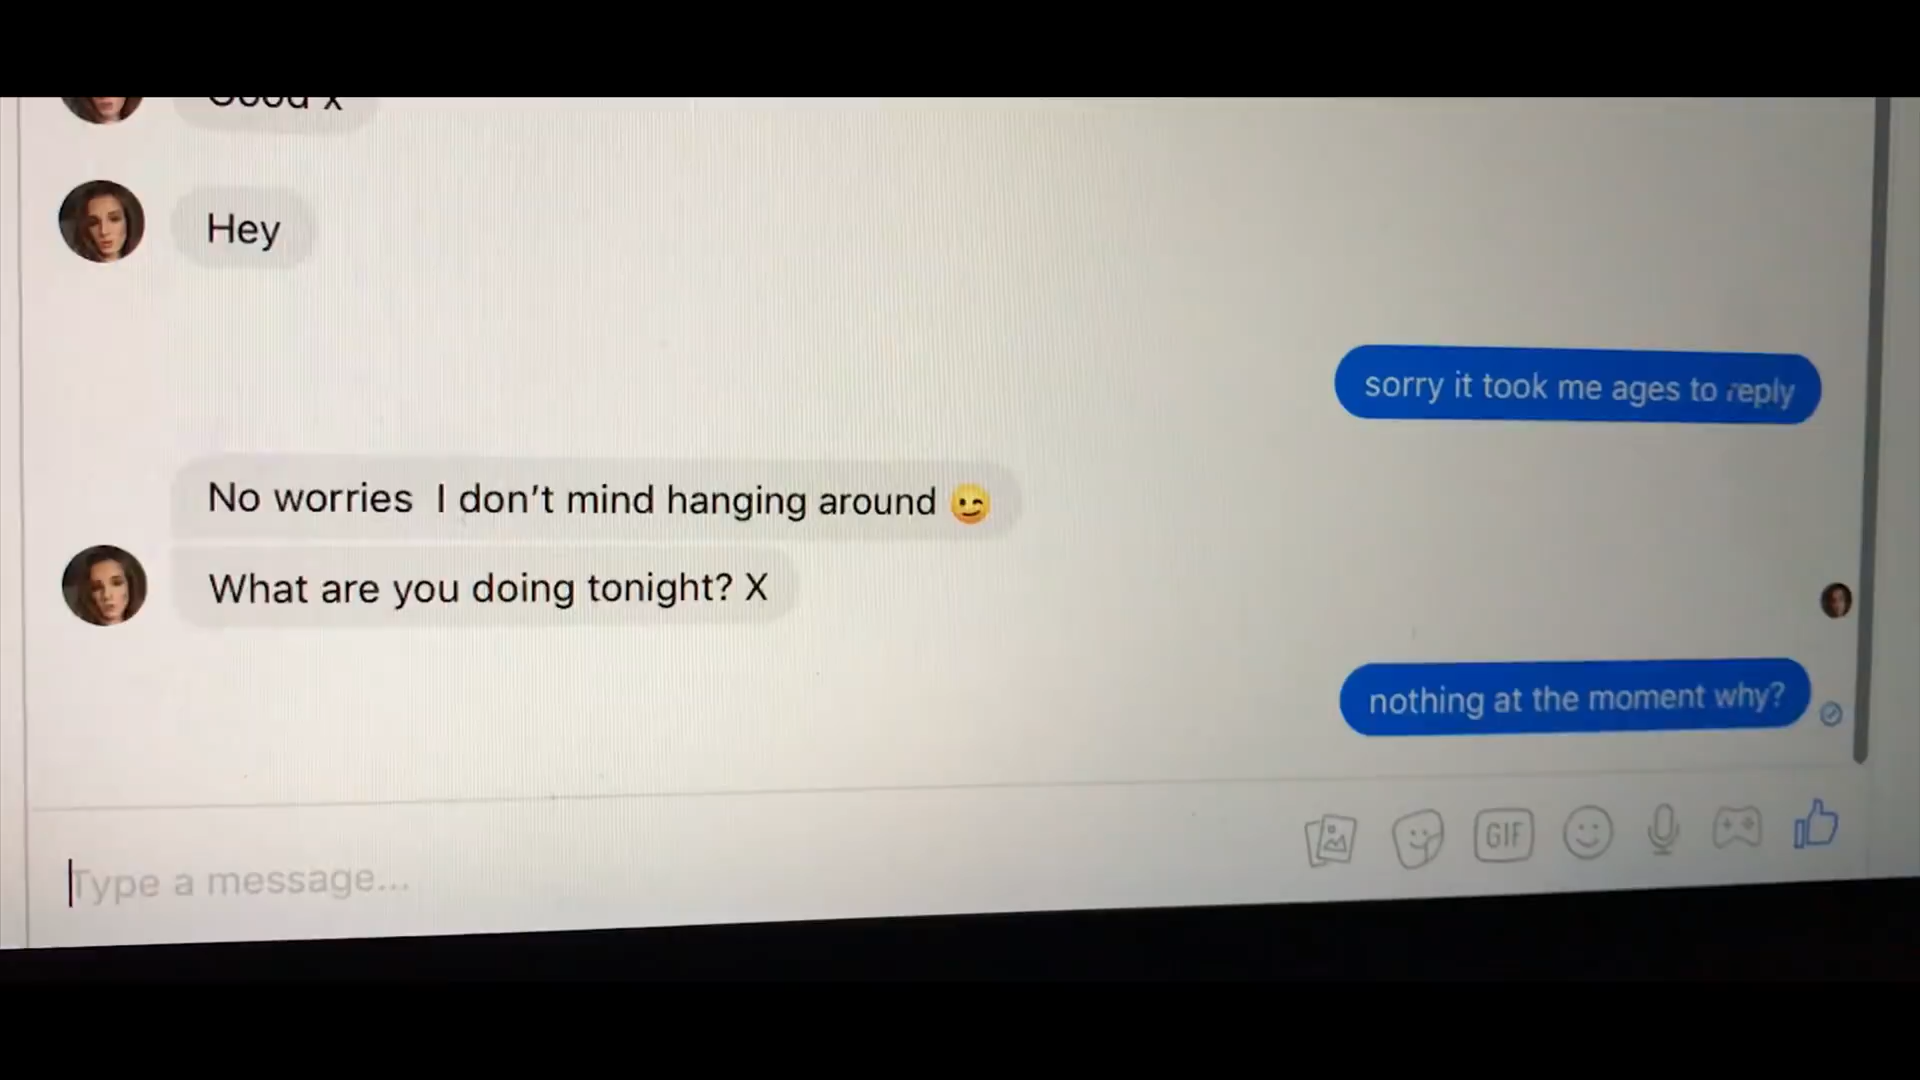 Good x
Hey
sorry it took me ages to reply
No worries  I don't mind hanging around 😉
What are you doing tonight? X
nothing at the moment why?
GIF
Type a message...